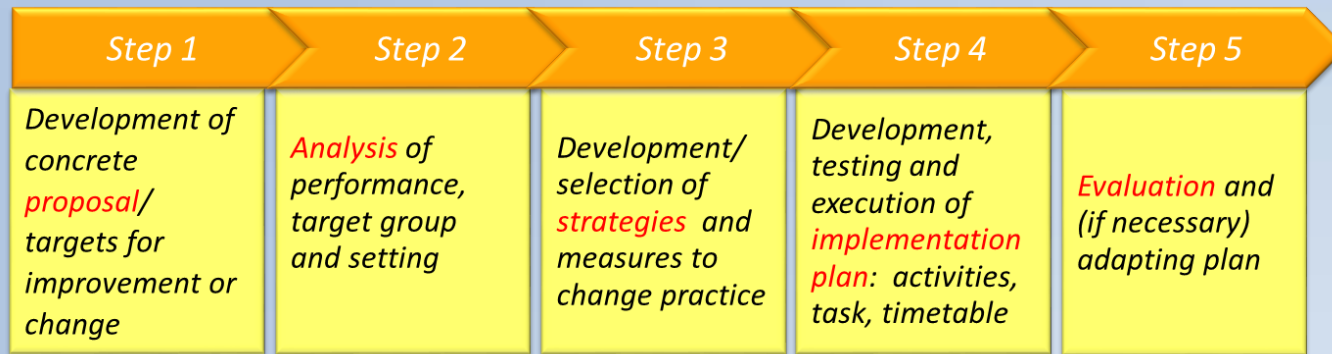 Step 1
Step 2
Step 3
Step 4
Step 5
Development of
concrete
proposal/
targets for
improvement or
change
Analysis of
performance,
target group
and setting
Development/
selection of
strategies and
measures to
change practice
Development,
testing and
execution of
implementation
plan: activities,
task, timetable
Evaluation and
(if necessary)
adapting plan